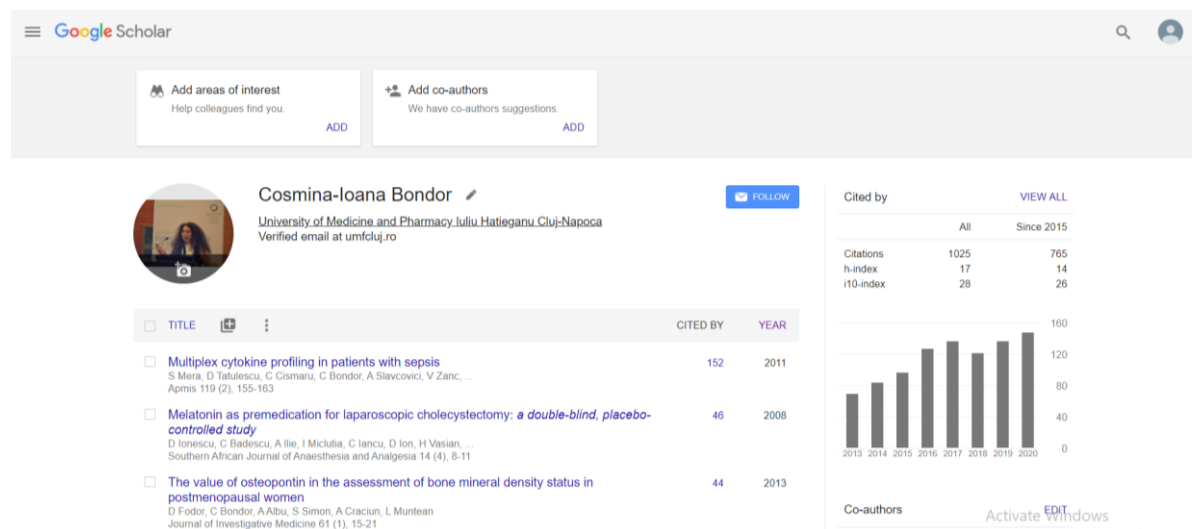 Google Scholar
Add areas of interest
Help colleagues find you.
ADD
Add co-authors
We have co-authors suggestions.
ADD
Cosmina-Ioana Bondor
University of Medicine and Pharmacy Iuliu Hatieganu Cluj-Napoca
Verified email at umfcluj.ro
FOLLOW
TITLE CITED BY YEAR
Multiplex cytokine profiling in patients with sepsis 152 2011
S Mera, D Tatulescu, C Cismaru, C Bondor, A Slavcovici, V Zanc, ...
Apmis 119 (2), 155-163
Melatonin as premedication for laparoscopic cholecystectomy: a double-blind, placebo- 46 2008
controlled study
D Ionescu, C Badescu, A Ilie, I Miclutia, C Iancu, D Ion, H Vasian, ...
Southern African Journal of Anaesthesia and Analgesia 14 (4), 8-11
The value of osteopontin in the assessment of bone mineral density status in 44 2013
postmenopausal women
D Fodor, C Bondor, A Albu, S Simon, A Craciun, L Muntean
Journal of Investigative Medicine 61 (1), 15-21
Cited by VIEW ALL
All Since 2015
Citations 1025 765
h-index 17 14
i10-index 28 26
160
120
80
40
0
2013 2014 2015 2016 2017 2018 2019 2020
Co-authors EDIT
Activate Windows